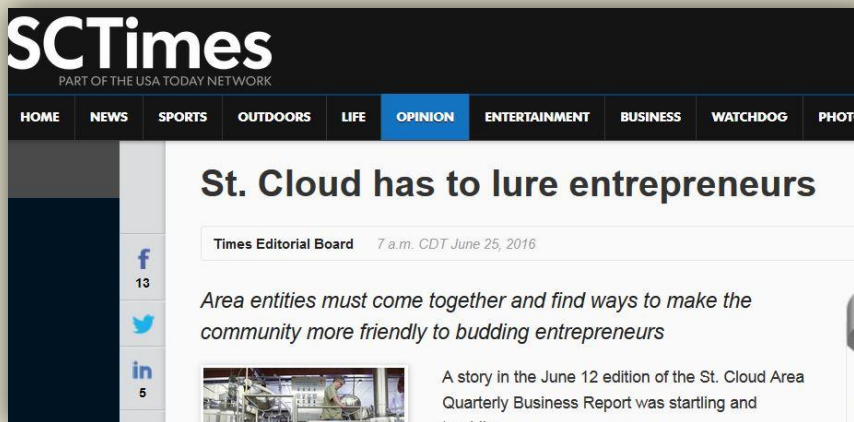 SCTimes
PART OF THE USA TODAY NETWORK
HOME NEWS SPORTS OUTDOORS LIFE OPINION ENTERTAINMENT BUSINESS WATCHDOG
St. Cloud has to lure entrepreneurs
Times Editorial Board 7 a.m. CDT June 25, 2016
13
Area entities must come together and find ways to make the
community more friendly to budding entrepreneurs
5
A story in the June 12 edition of the St. Cloud Area
Quarterly Business Report was startling and